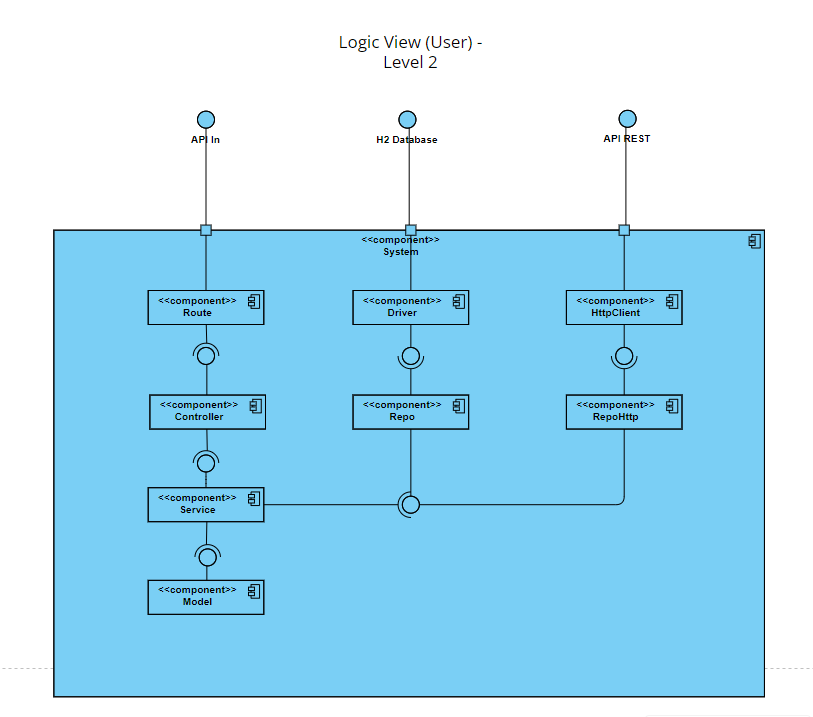 Logic View (User) -
Level 2
API In
H2 Database
API REST
<<component>>
System
<<component>>
Route
<<component>>
Driver
<<component>>
HttpClient
<<component>>
Controller
<<component>>
Repo
<<component>>
RepoHttp
<<component>>
Service
<<component>>
Model